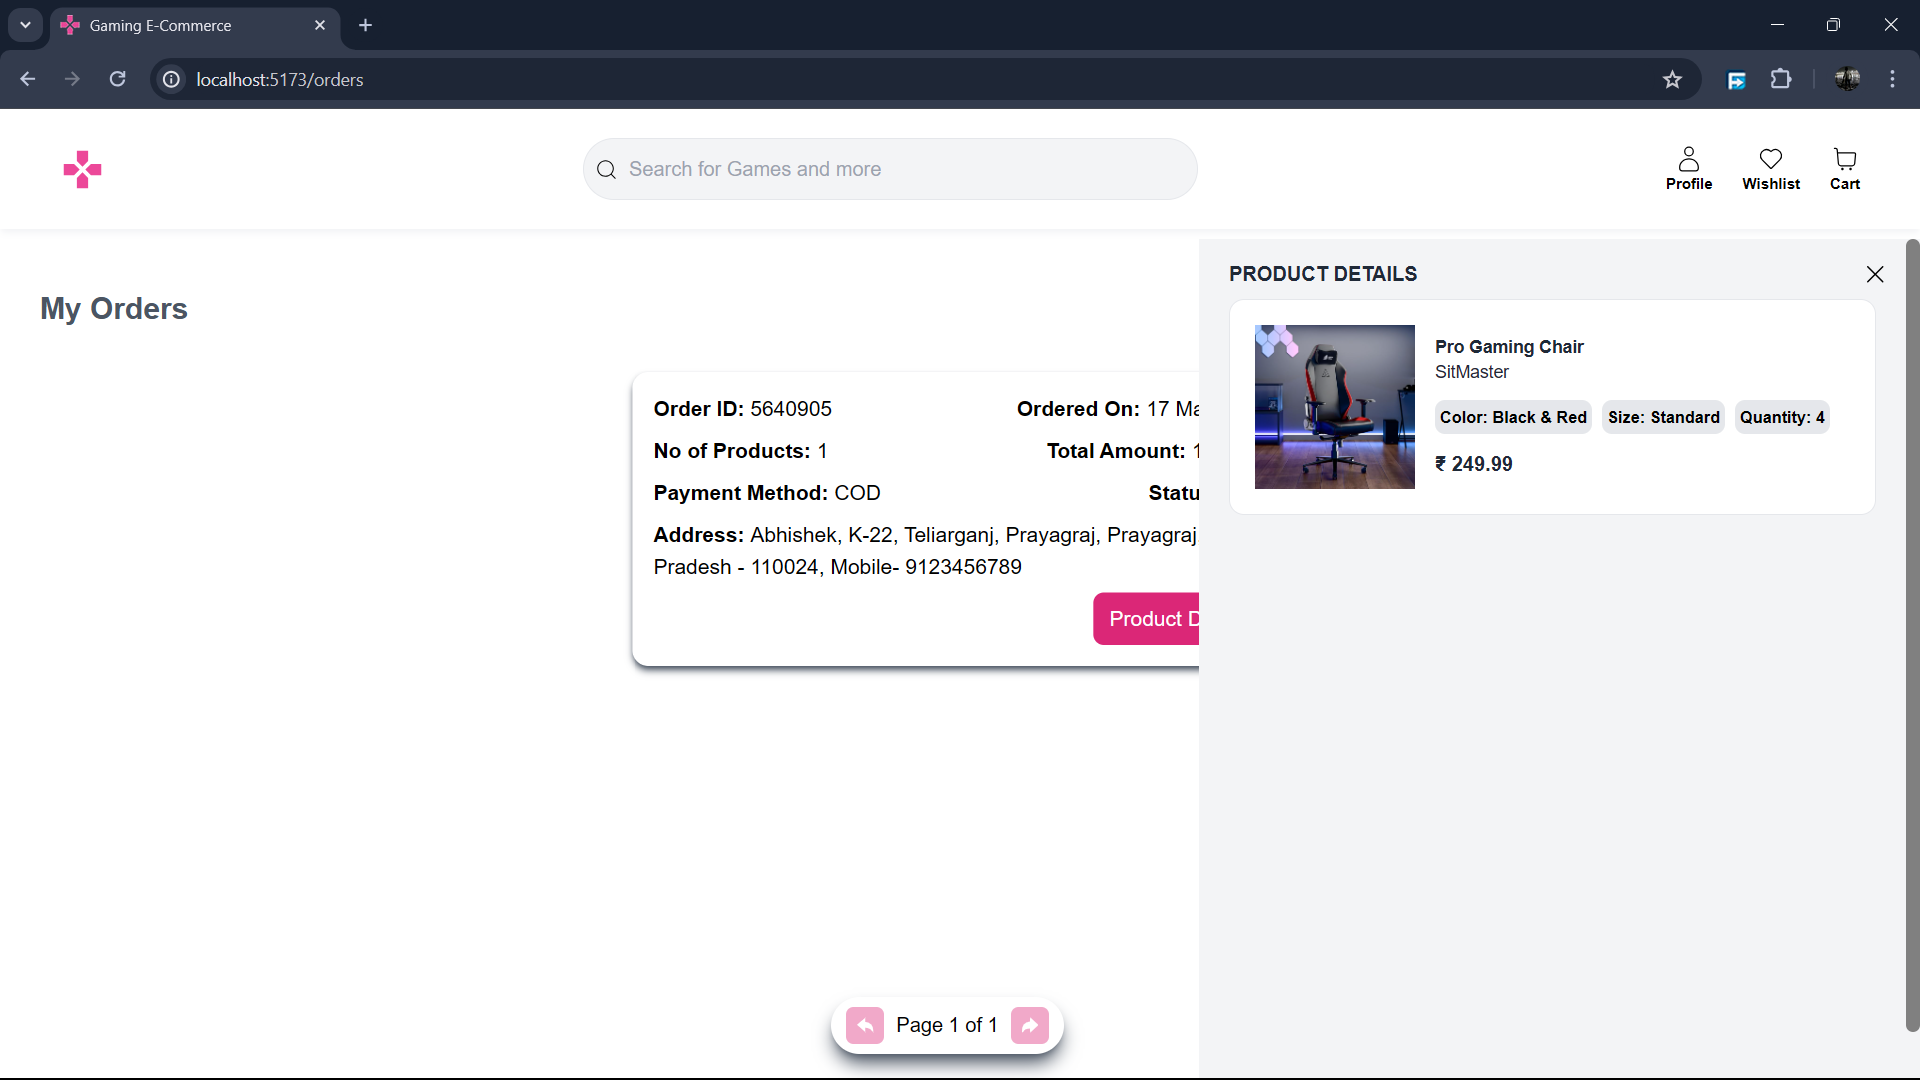 Gaming E-Commerce
localhost:5173/orders
Search for Games and more
Profile
Wishlist
Cart
My Orders
Order ID: 5640905
Ordered On: 17 Ma
No of Products: 1
Total Amount: 1
Payment Method: COD
Statu
Address: Abhishek, K-22, Teliarganj, Prayagraj, Prayagraj,
Pradesh - 110024, Mobile- 9123456789
Product D
Page 1 of 1
PRODUCT DETAILS
Pro Gaming Chair
SitMaster
Color: Black & Red
Size: Standard
Quantity: 4
₹ 249.99